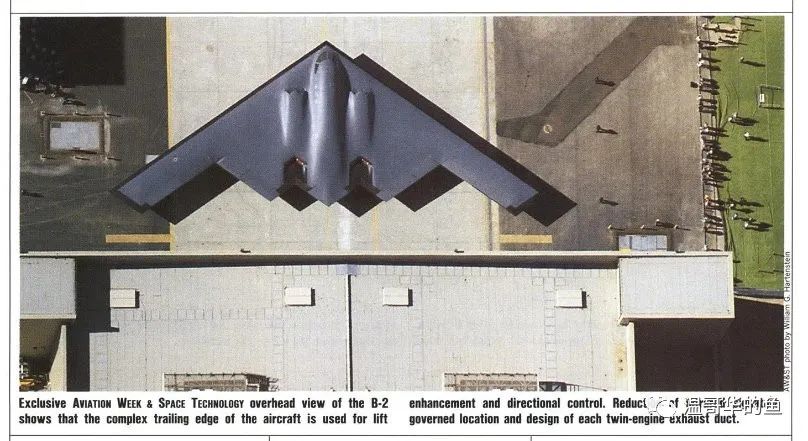 AW&ST photo by William G. Hartenstein
Exclusive AVIATION WEEK & SPACE TECHNOLOGY overhead view of the B-2
shows that the complex trailing edge of the aircraft is used for lift
enhancement and directional control. Reduct of
governed location and design of each twin-engine exhaust duct.
温哥华的鱼